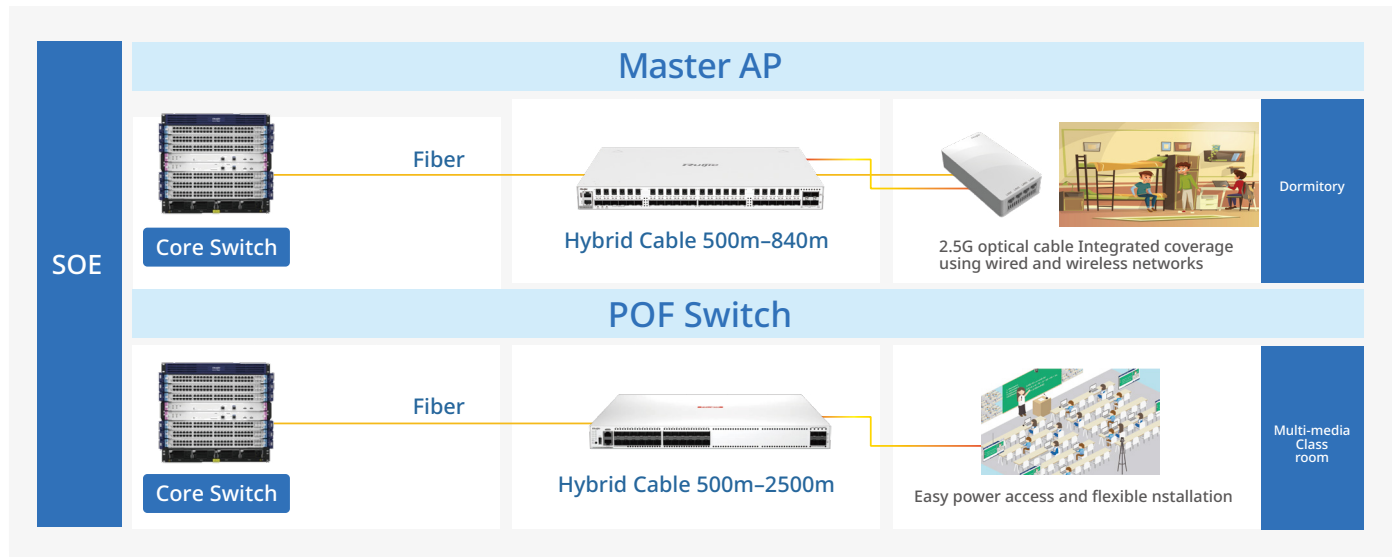 SOE
Master AP
Fiber
Core Switch
Ruijie
Hybrid Cable 500m–840m
2.5G optical cable Integrated coverage
using wired and wireless networks
Dormitory
POF Switch
Fiber
Core Switch
Hybrid Cable 500m–2500m
Easy power access and flexible nstallation
Multi-media
Class
room